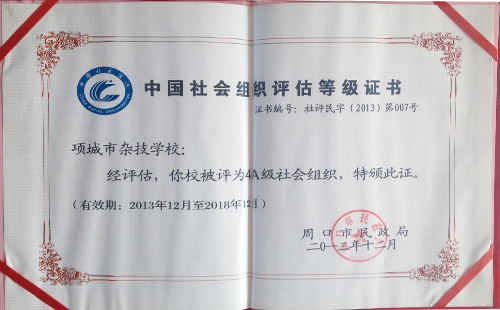 中国社会组织评估等级证书
证书编号：社评民字（2013）第007号
项城市杂技学校：
经评估，你校被评为4A级社会组织，特颁此证。
（有效期：2013年12月至2018年12月）
周口市民政局
二〇一三年十二月